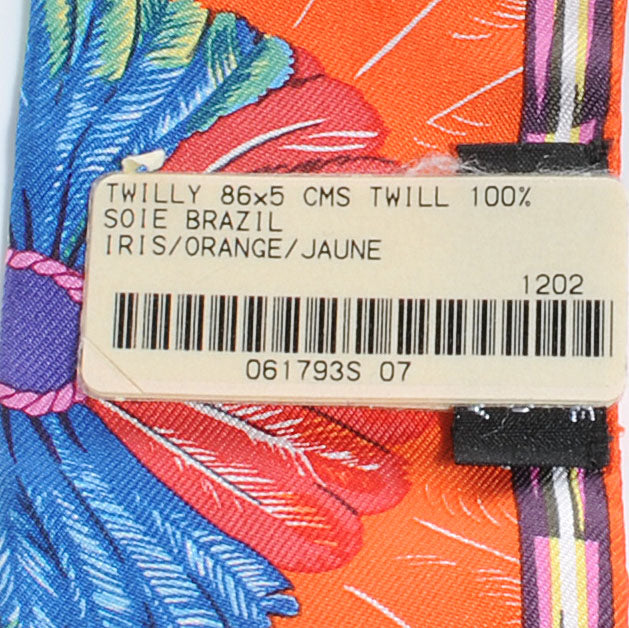 TWILLY 86x5 CMS TWILL 100%
SOIE BRAZIL
IRIS/ORANGE/JAUNE
1202
061793S 07